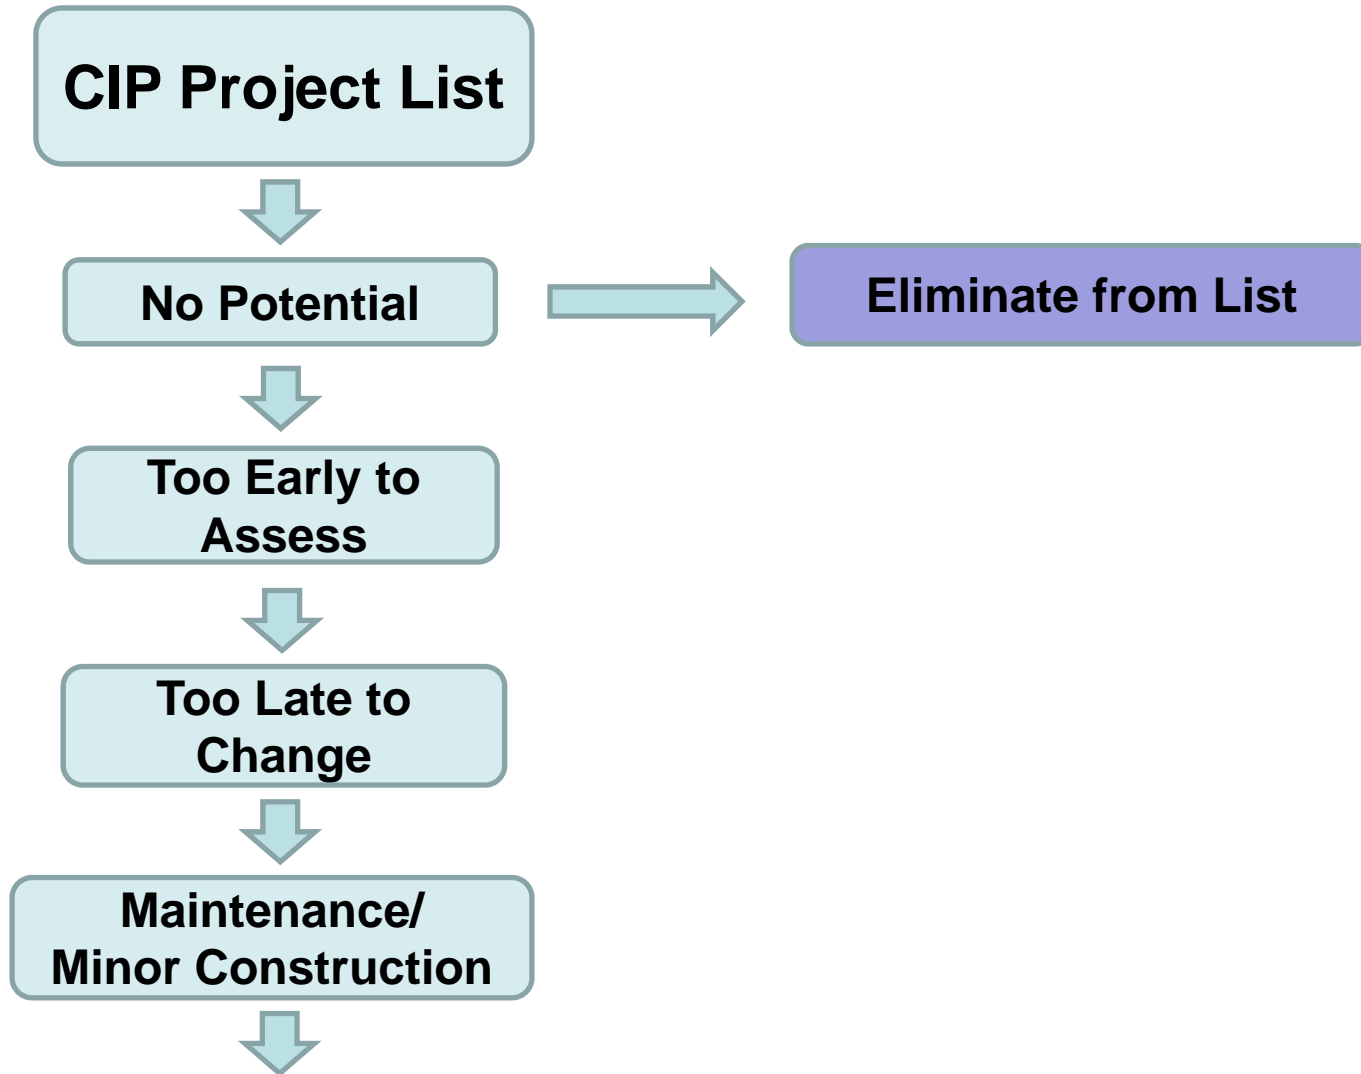 CIP Project List
No Potential
Eliminate from List
Too Early to
Assess
Too Late to
Change
Maintenance/
Minor Construction